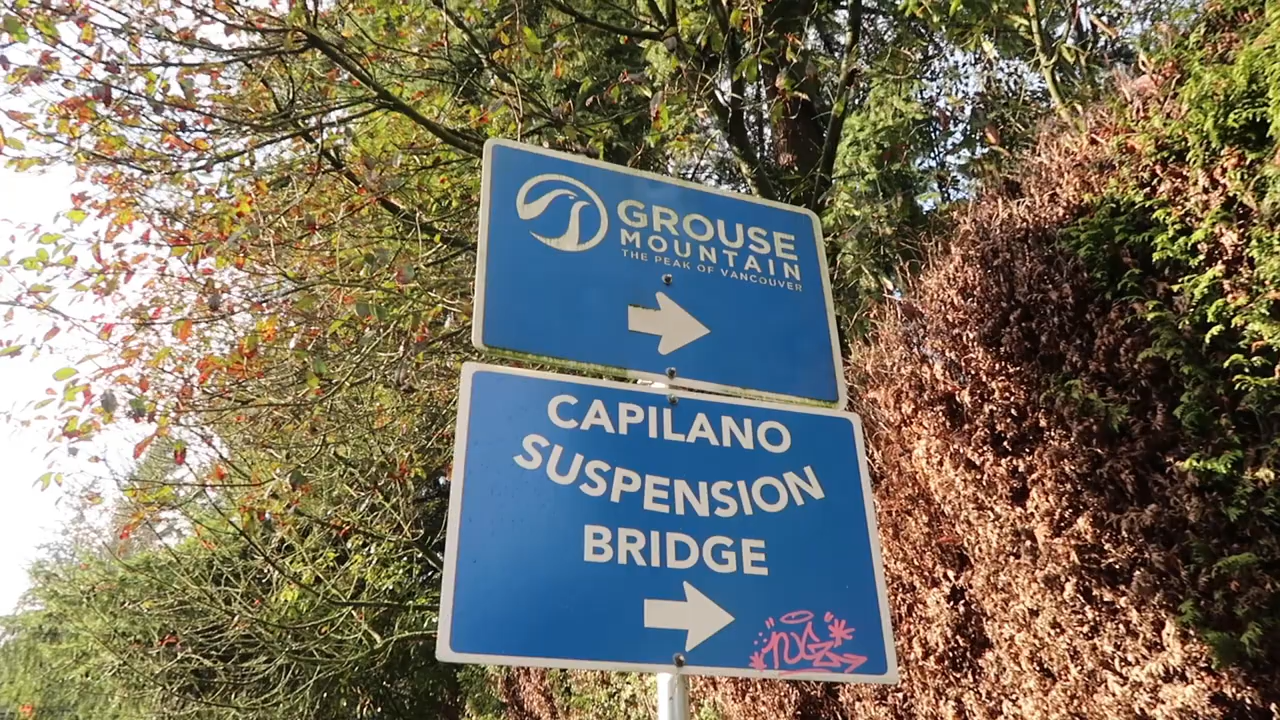 GROUSE
MOUNTAIN
THE PEAK OF VANCOUVER
CAPILANO
SUSPENSION
BRIDGE